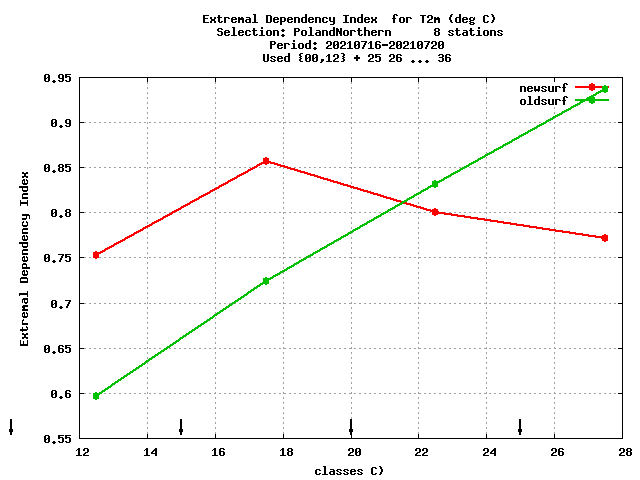 Extremal Dependency Index  for T2m (deg C)
Selection: PolandNorthern      8 stations
Period: 20210716-20210720
Used {00,12} + 25 26 ... 36
newsurf
oldsurf
0.95
0.9
0.85
0.8
0.75
0.7
0.65
0.6
0.55
Extremal Dependency Index
12 14 16 18 20 22 24 26 28
classes C)